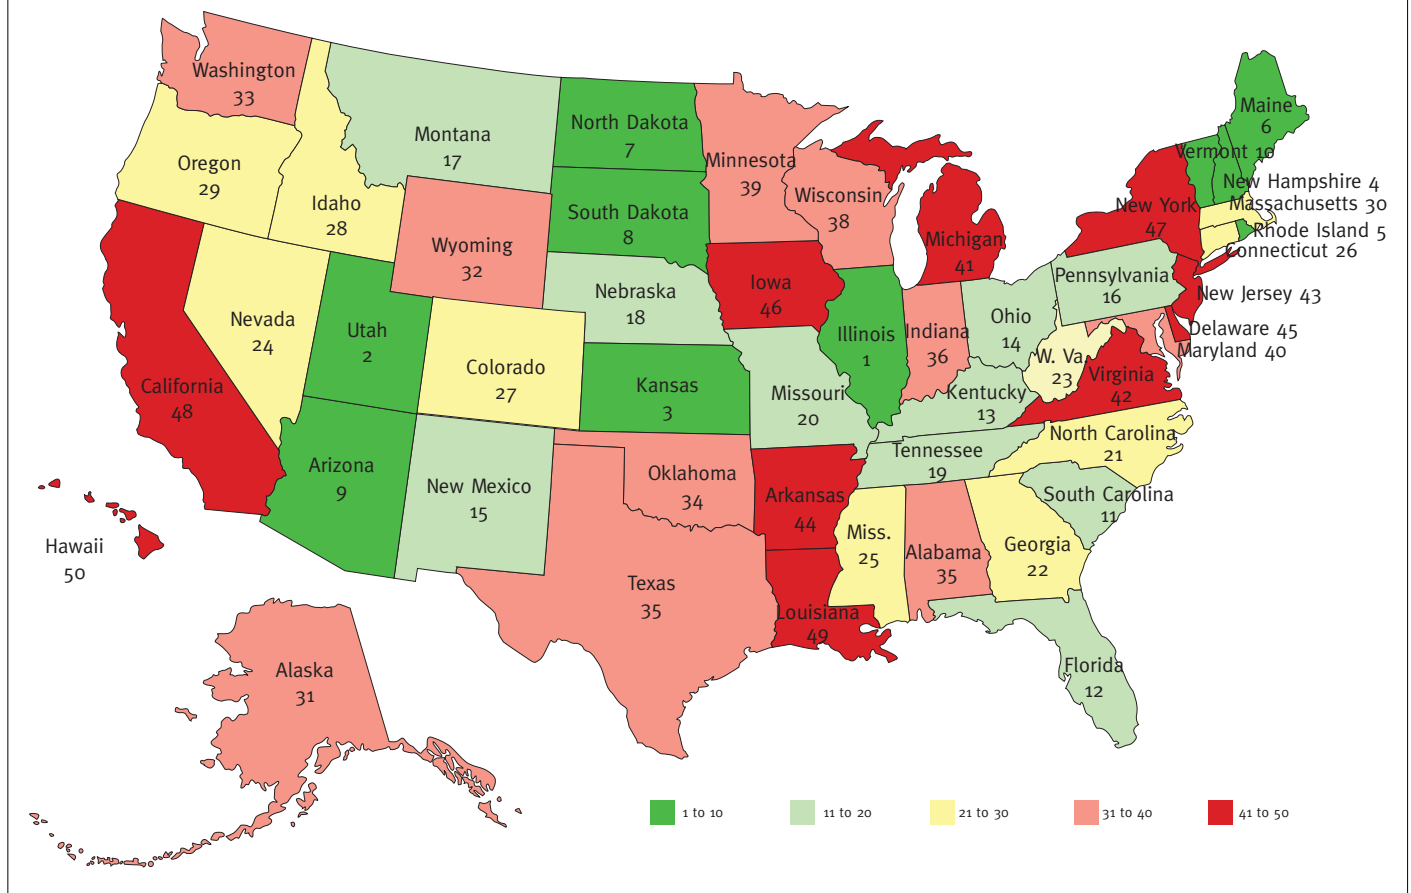 Washington
33
Oregon
29
Idaho
28
Montana
17
North Dakota
7
South Dakota
8
Minnesota
39
Wisconsin
38
Michigan
41
Wyoming
32
Nebraska
18
Iowa
46
Nevada
24
Utah
2
Colorado
27
Kansas
3
Missouri
20
Illinois
1
Indiana
36
Ohio
14
California
48
Arizona
9
New Mexico
15
Oklahoma
34
Texas
35
Arkansas
44
Louisiana
49
Miss.
25
Alabama
35
Georgia
22
Florida
12
Tennessee
19
Kentucky
13
W. Va.
23
Virginia
42
North Carolina
21
South Carolina
11
Pennsylvania
16
New York
47
Maine
6
Vermont 10
New Hampshire 4
Massachusetts 30
Rhode Island 5
Connecticut 26
New Jersey 43
Delaware 45
Maryland 40
Hawaii
50
Alaska
31
1 to 10
11 to 20
21 to 30
31 to 40
41 to 50